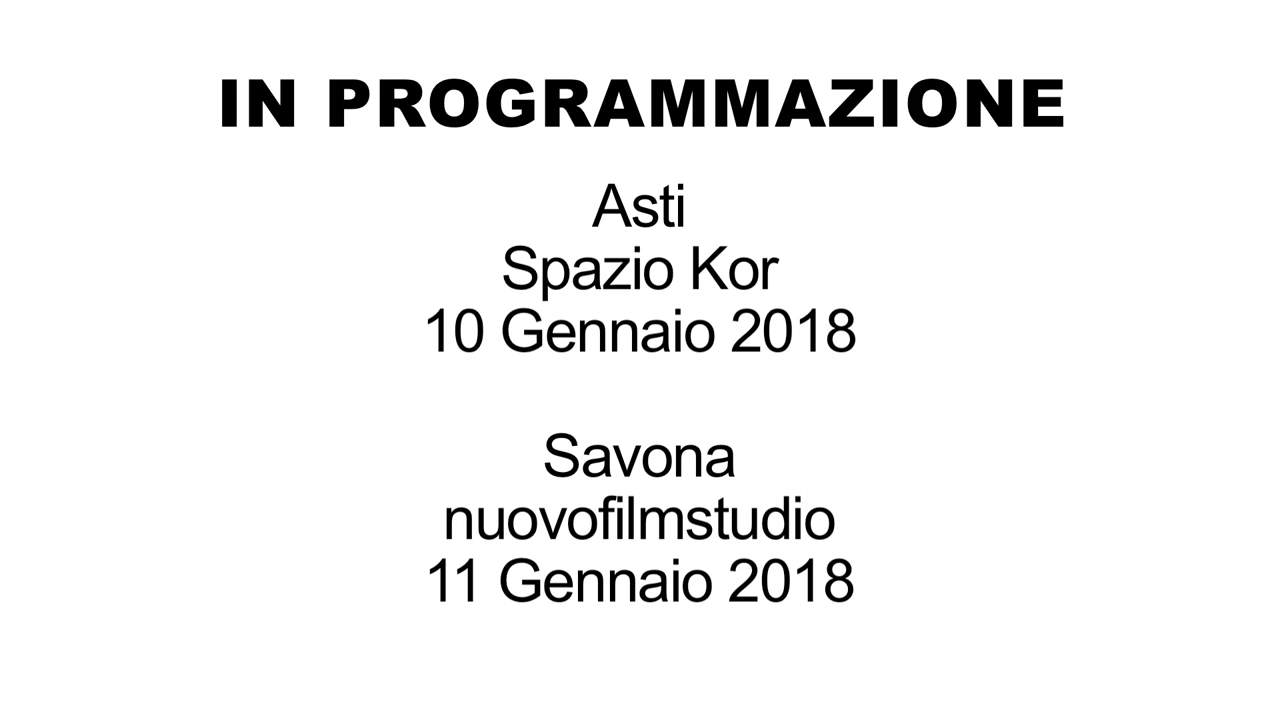 IN PROGRAMMAZIONE
Asti
Spazio Kor
10 Gennaio 2018
Savona
nuovofilmstudio
11 Gennaio 2018